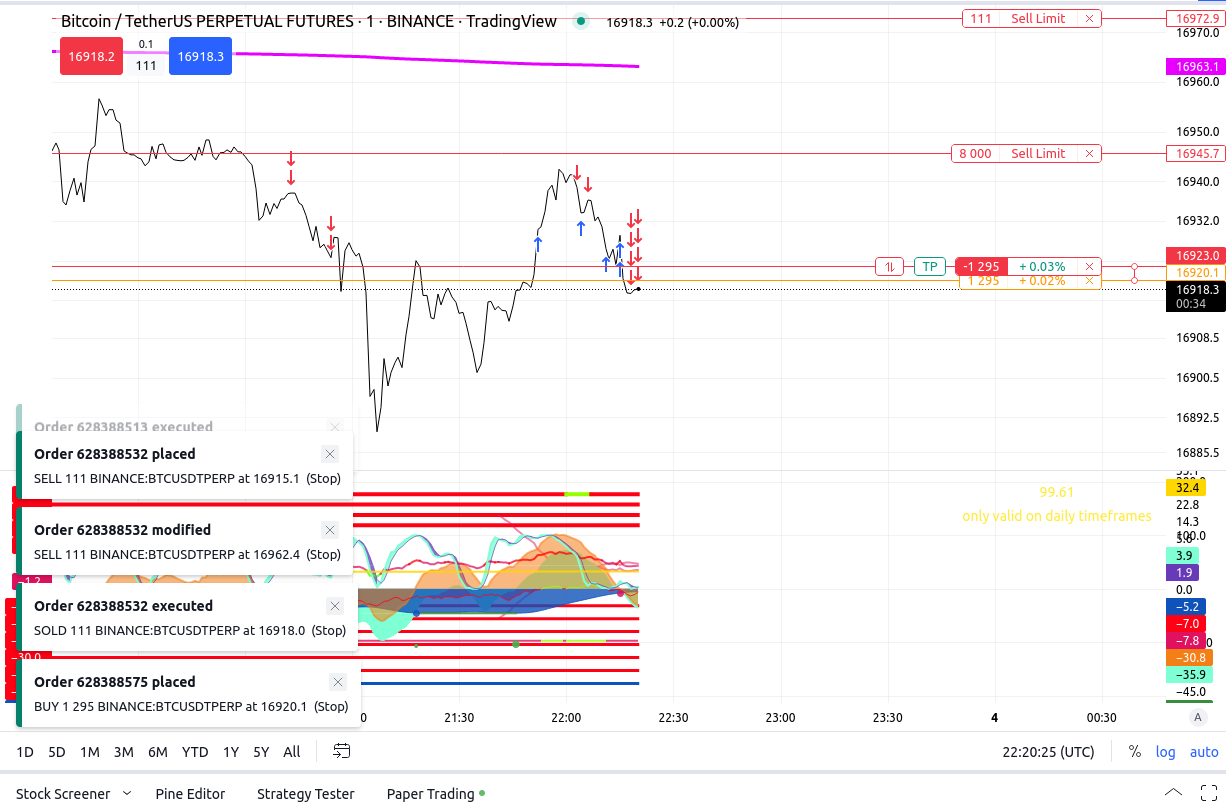 Bitcoin / TetherUS PERPETUAL FUTURES · 1 · BINANCE · TradingView
16918.3 +0.2 (+0.00%)
111 Sell Limit
16972.9
16970.0
16918.2
0.1
111
16918.3
16963.1
16960.0
16950.0
8 000 Sell Limit
16945.7
16940.0
16932.0
16923.0
TP
-1 295 + 0.03%
16920.1
1 295 + 0.02%
16918.3
00:34
16908.5
16900.5
16892.5
16885.5
Order 628388513 executed
Order 628388532 placed
SELL 111 BINANCE:BTCUSDTPERP at 16915.1 (Stop)
Order 628388532 modified
SELL 111 BINANCE:BTCUSDTPERP at 16962.4 (Stop)
Order 628388532 executed
SOLD 111 BINANCE:BTCUSDTPERP at 16918.0 (Stop)
Order 628388575 placed
BUY 1 295 BINANCE:BTCUSDTPERP at 16920.1 (Stop)
99.61
only valid on daily timeframes
32.4
22.8
14.3
3.9
1.9
0.0
−5.2
−7.0
−7.8
−30.8
−35.9
−45.0
−30.0
21:30
22:00
22:30
23:00
23:30
4
00:30
A
1D 5D 1M 3M 6M YTD 1Y 5Y All
22:20:25 (UTC)
% log auto
Stock Screener
Pine Editor
Strategy Tester
Paper Trading